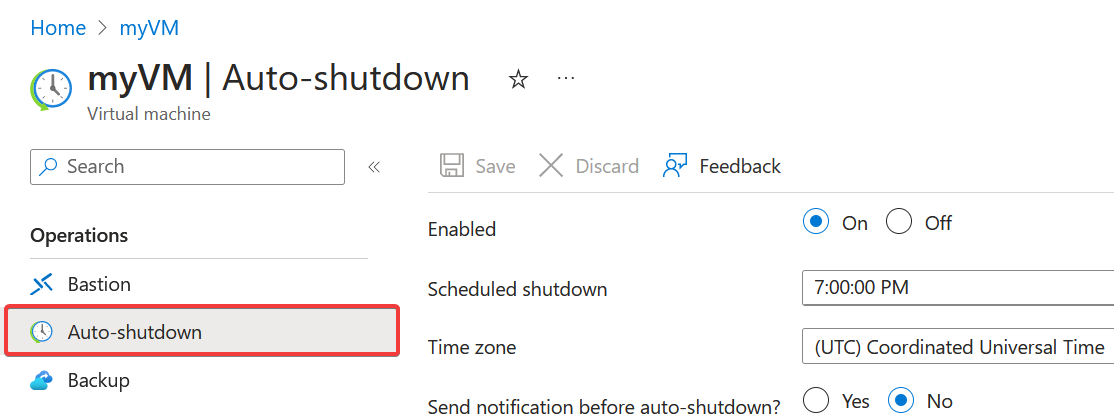 Home > myVM
myVM | Auto-shutdown
Virtual machine
Search
Save Discard Feedback
Operations
Bastion
Auto-shutdown
Backup
Enabled On Off
Scheduled shutdown 7:00:00 PM
Time zone (UTC) Coordinated Universal Time
Send notification before auto-shutdown? Yes No